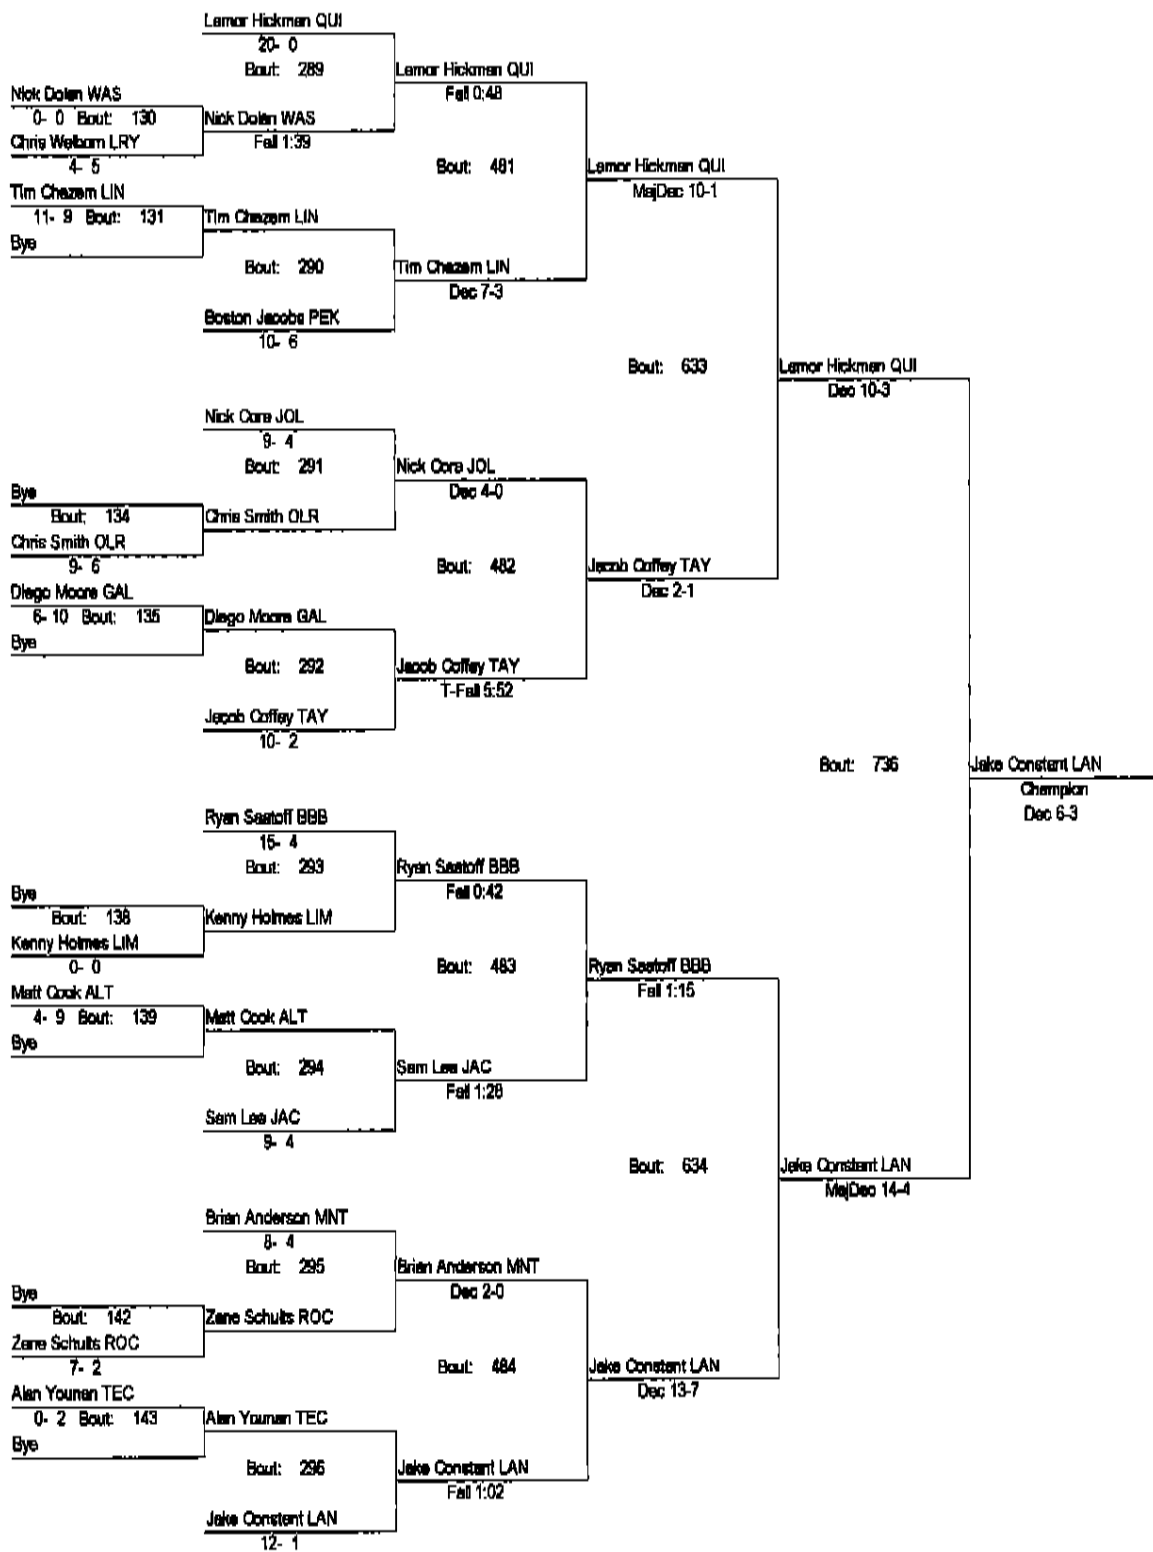 Lamar Hickman QUI
20- 0
Bout: 289
Lamar Hickman QUI
Fall 0:48
Nick Dolan WAS
0- 0 Bout: 130
Nick Dolan WAS
Fall 1:39
Chris Welborn LRY
4- 5
Bout: 481
Lamar Hickman QUI
MajDec 10-1
Tim Chazem LIN
11- 9 Bout: 131
Tim Chazem LIN
Bye
Bout: 290
Tim Chazem LIN
Dec 7-3
Boston Jacobs PEK
10- 6
Bout: 633
Lamar Hickman QUI
Dec 10-3
Nick Cora JOL
9- 4
Bout: 291
Nick Cora JOL
Dec 4-0
Bye
Bout: 134
Chris Smith OLR
Chris Smith OLR
9- 6
Bout: 482
Jacob Coffey TAY
Dec 2-1
Diego Moore GAL
6- 10 Bout: 135
Diego Moore GAL
Bye
Bout: 292
Jacob Coffey TAY
T-Fall 5:52
Jacob Coffey TAY
10- 2
Bout: 736
Jake Constant LAN
Champion
Dec 6-3
Ryan Saatoff BBB
15- 4
Bout: 293
Ryan Saatoff BBB
Fall 0:42
Bye
Bout: 138
Kenny Holmes LIM
Kenny Holmes LIM
0- 0
Bout: 483
Ryan Saatoff BBB
Fall 1:15
Matt Cook ALT
4- 9 Bout: 139
Matt Cook ALT
Bye
Bout: 294
Sam Lee JAC
Fall 1:28
Sam Lee JAC
9- 4
Bout: 634
Jake Constant LAN
MajDec 14-4
Brian Anderson MNT
8- 4
Bout: 295
Brian Anderson MNT
Dec 2-0
Bye
Bout: 142
Zane Schults ROC
Zane Schults ROC
7- 2
Bout: 484
Jake Constant LAN
Dec 13-7
Alan Younan TEC
0- 2 Bout: 143
Alan Younan TEC
Bye
Bout: 296
Jake Constant LAN
Fall 1:02
Jake Constant LAN
12- 1